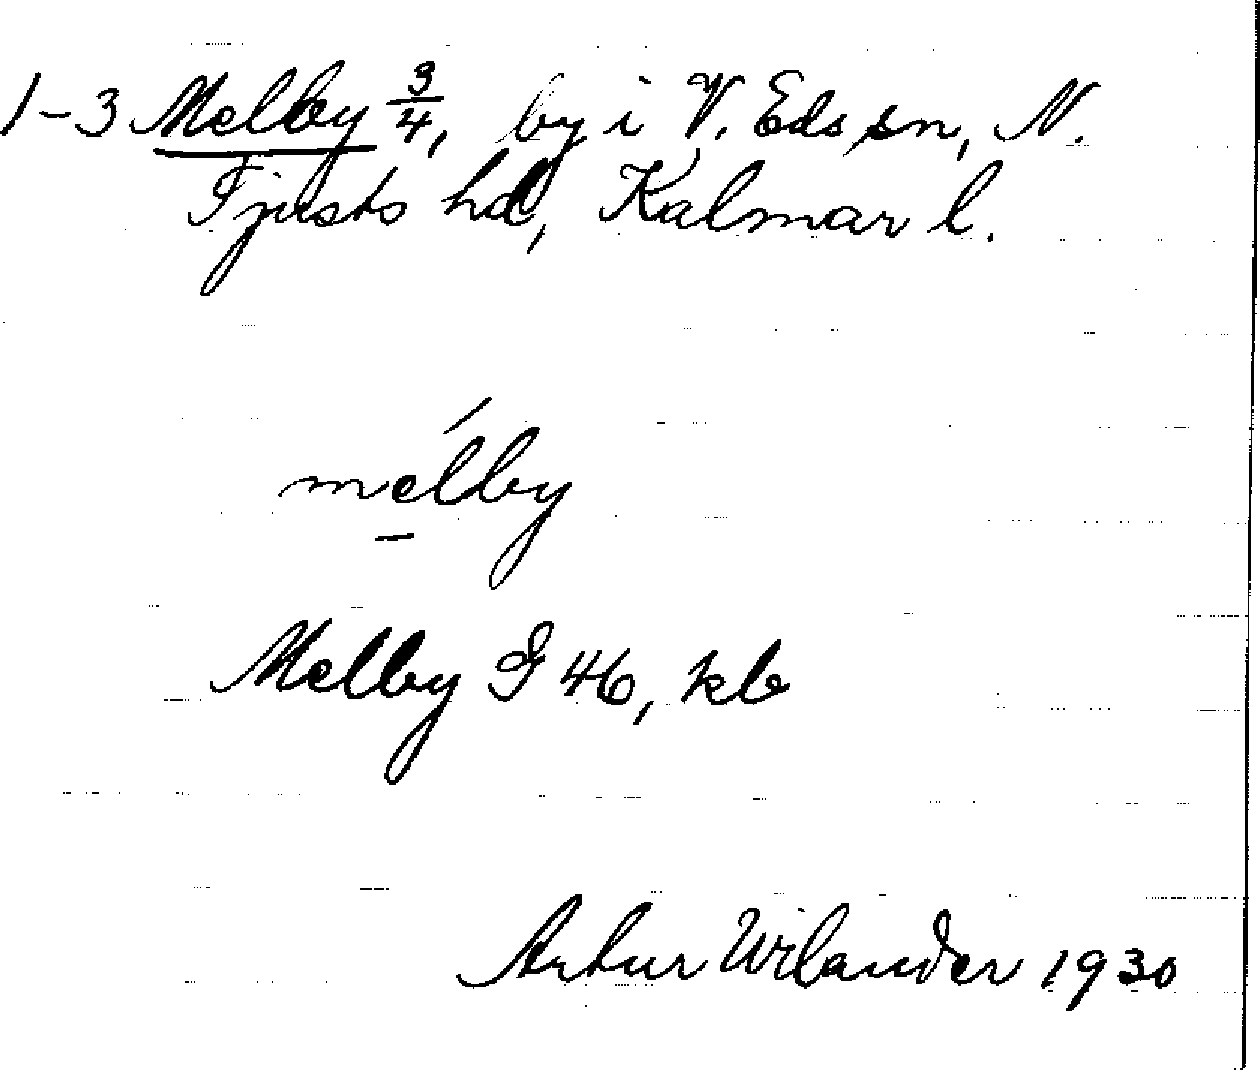 1-3 Melby 3/4, by i V. Eds sn, N.
Tjusts hd, Kalmar l.
mélby
Melby G 46, kb
Artur Wilander 1930